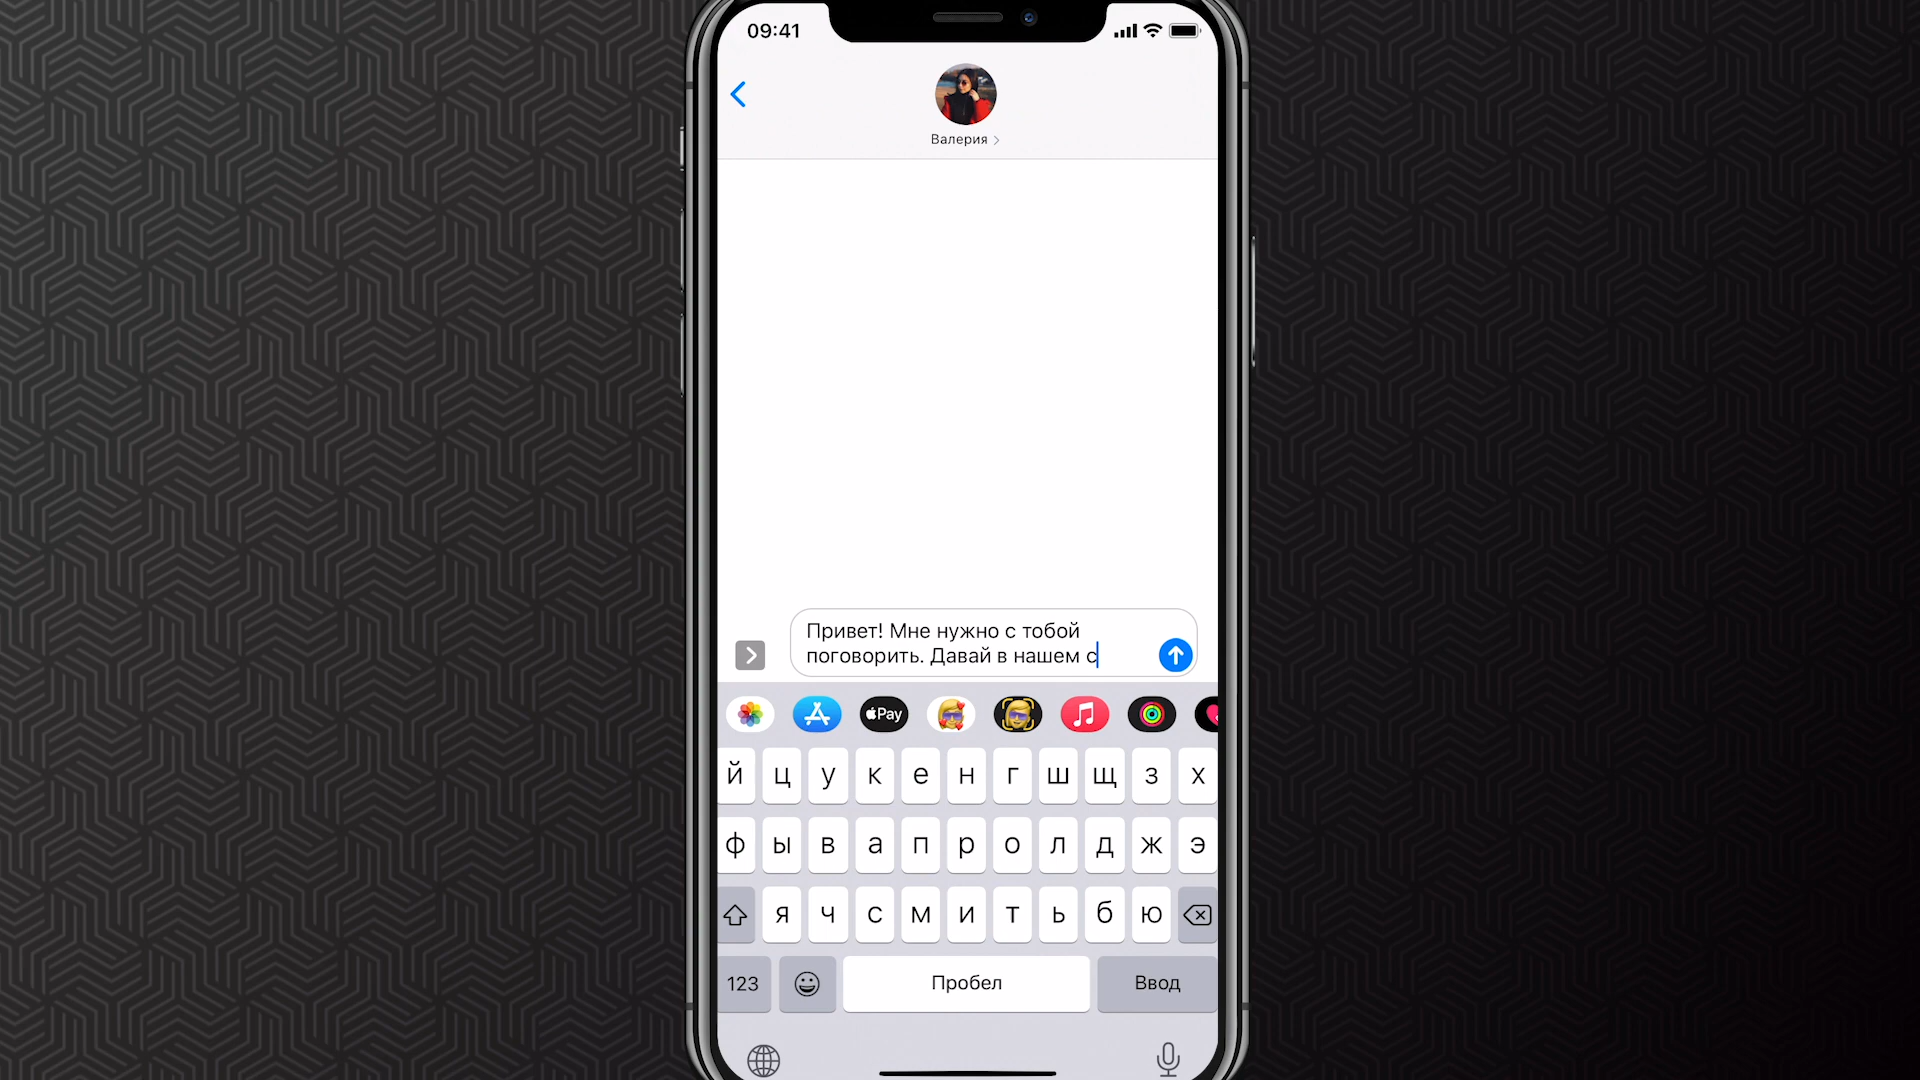 09:41
Валерия
Привет! Мне нужно с тобой
поговорить. Давай в нашем с
Pay
й ц у к е н г ш щ з х
ф ы в а п р о л д ж э
я ч с м и т ь б ю
123 Пробел Ввод